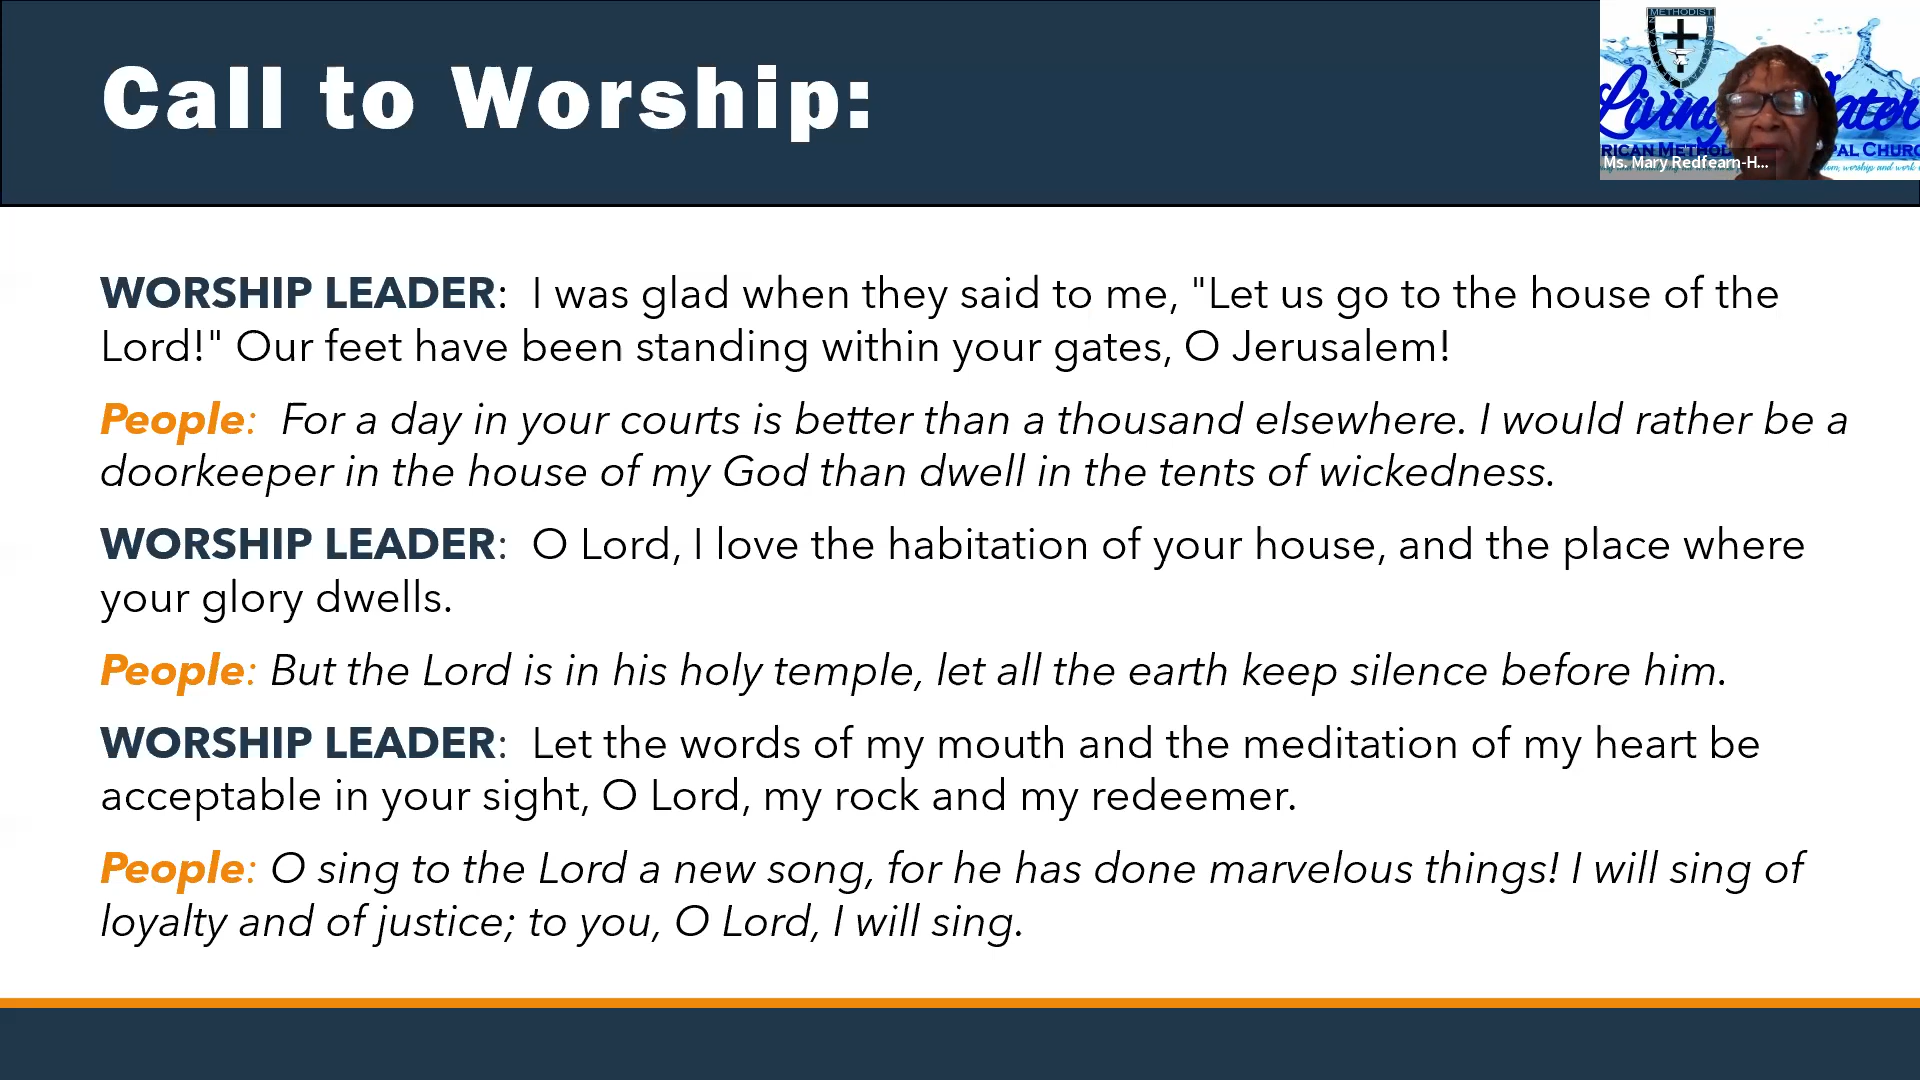 Call to Worship:
METHODIST
Living Water
RICAN METHOD PAL CHURC
Ms. Mary Redfearn-H...
worship and work
WORSHIP LEADER:  I was glad when they said to me, "Let us go to the house of the
Lord!" Our feet have been standing within your gates, O Jerusalem!
People:  For a day in your courts is better than a thousand elsewhere. I would rather be a
doorkeeper in the house of my God than dwell in the tents of wickedness.
WORSHIP LEADER:  O Lord, I love the habitation of your house, and the place where
your glory dwells.
People: But the Lord is in his holy temple, let all the earth keep silence before him.
WORSHIP LEADER:  Let the words of my mouth and the meditation of my heart be
acceptable in your sight, O Lord, my rock and my redeemer.
People: O sing to the Lord a new song, for he has done marvelous things! I will sing of
loyalty and of justice; to you, O Lord, I will sing.